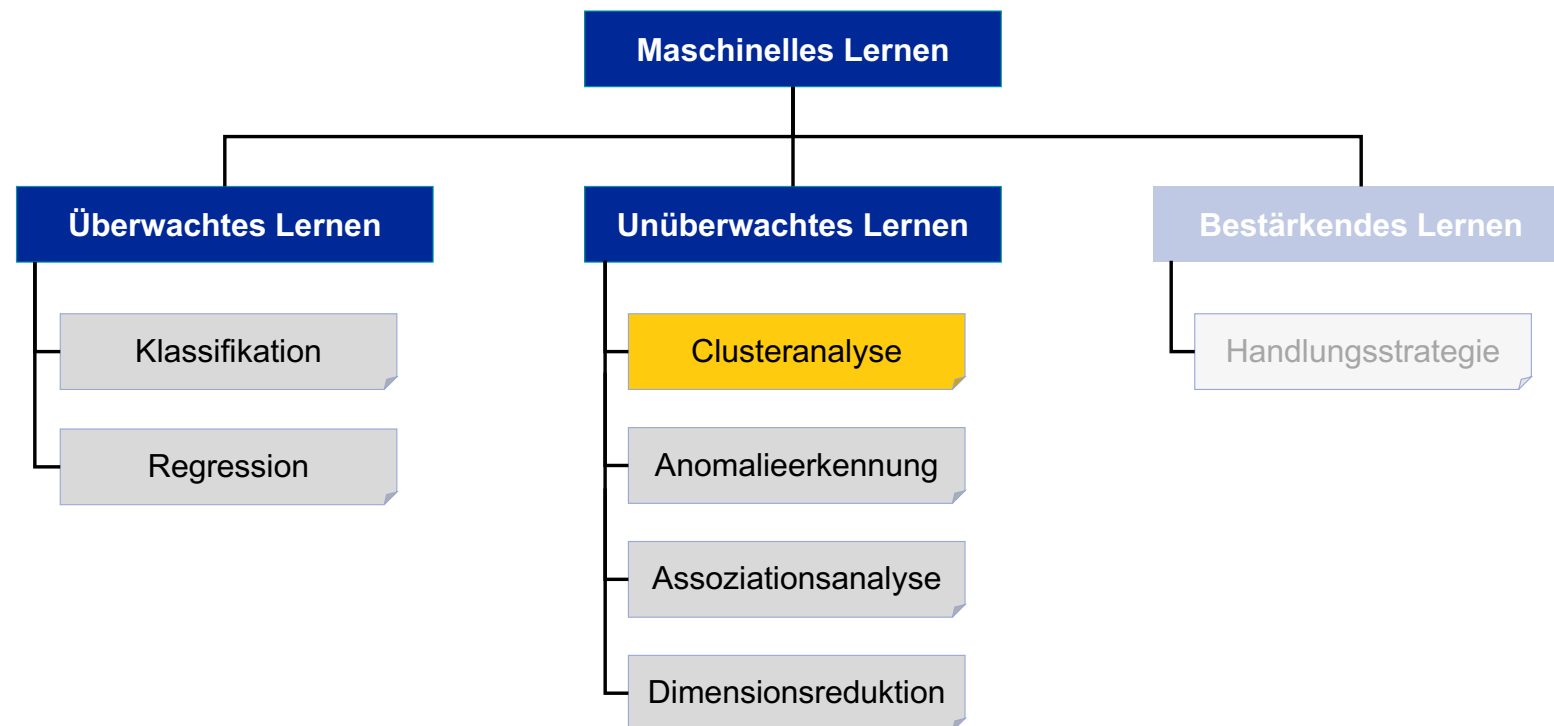 Maschinelles Lernen
Überwachtes Lernen
Unüberwachtes Lernen
Bestärkendes Lernen
Klassifikation
Clusteranalyse
Handlungsstrategie
Regression
Anomalieerkennung
Assoziationsanalyse
Dimensionsreduktion